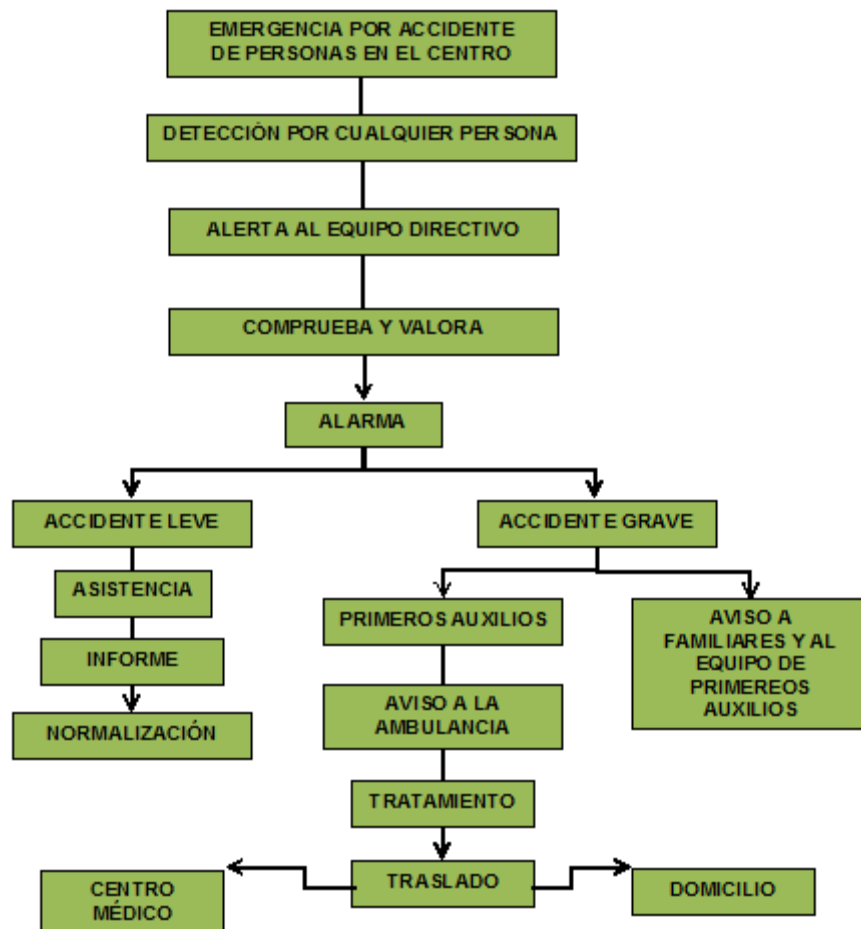 EMERGENCIA POR ACCIDENTE
DE PERSONAS EN EL CENTRO
DETECCIÓN POR CUALQUIER PERSONA
ALERTA AL EQUIPO DIRECTIVO
COMPRUEBA Y VALORA
ALARMA
ACCIDENTE LEVE
ACCIDENTE GRAVE
ASISTENCIA
INFORME
NORMALIZACIÓN
PRIMEROS AUXILIOS
AVISO A LA
AMBULANCIA
TRATAMIENTO
TRASLADO
AVISO A
FAMILIARES Y AL
EQUIPO DE
PRIMEREOS
AUXILIOS
CENTRO
MÉDICO
DOMICILIO